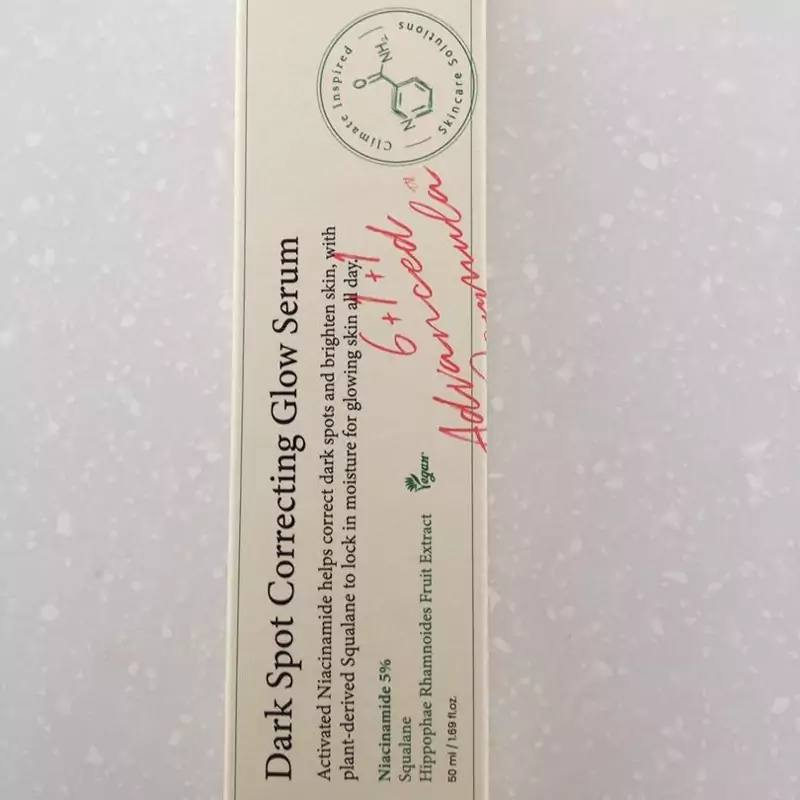 Dark Spot Correcting Glow Serum
Activated Niacinamide helps correct dark spots and brighten skin, with
plant-derived Squalane to lock in moisture for glowing skin all day.
Niacinamide 5%
Squalane
Hippophae Rhamnoides Fruit Extract
50 ml / 1.69 fl.oz.
Vegan
6+1+1
Advanced
Formula
Climate Inspired
Skincare Solutions
O
NH₂
N